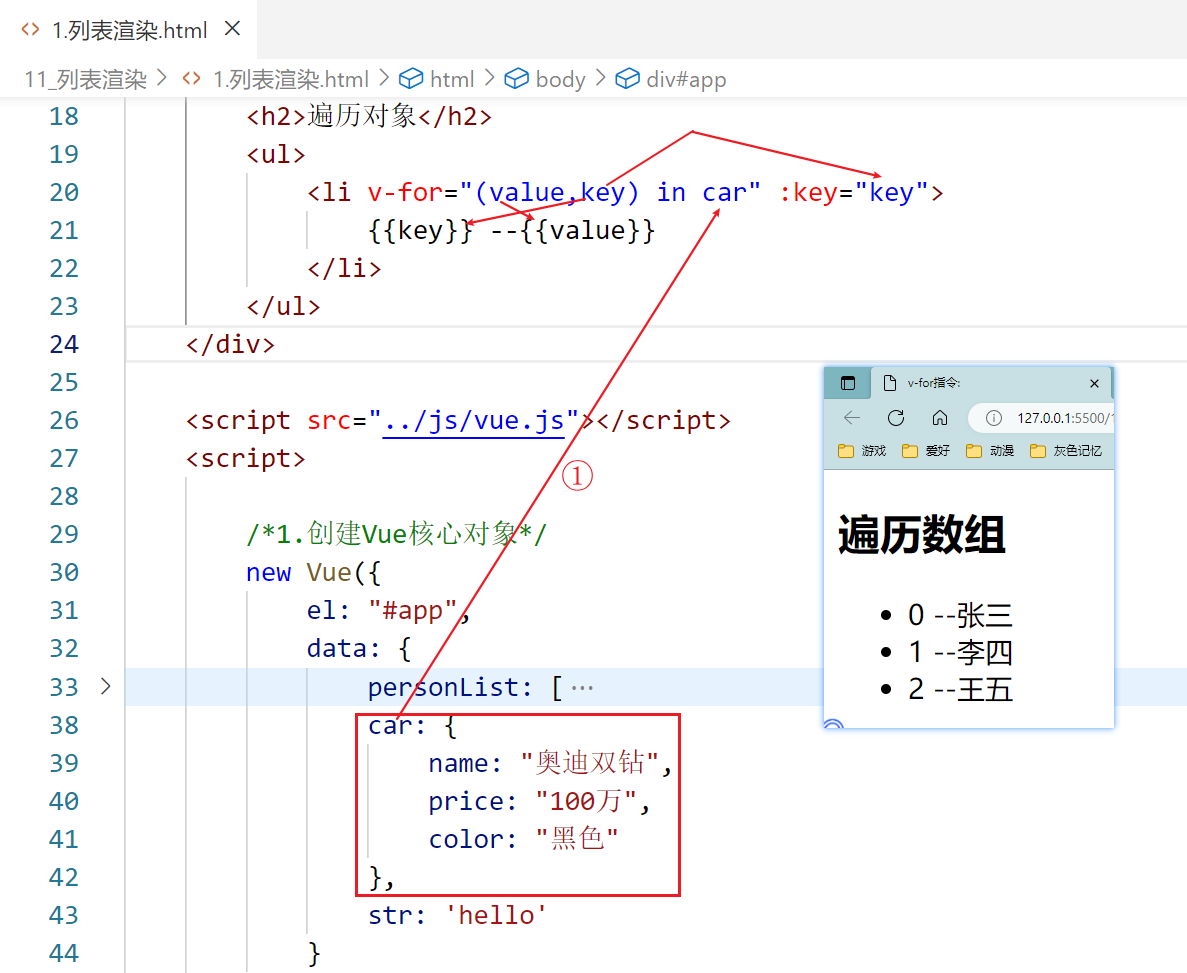 1.列表渲染.html
11_列表渲染 > 1.列表渲染.html > html > body > div#app
18 <h2>遍历对象</h2>
19 <ul>
20 <li v-for="(value,key) in car" :key="key">
21 {{key}} --{{value}}
22 </li>
23 </ul>
24 </div>
25
26 <script src="../js/vue.js"></script>
27 <script>
28
29 /*1.创建Vue核心对象*/
30 new Vue({
31 el: "#app",
32 data: {
33 personList: [ ···
38 car: {
39 name: "奥迪双钻",
40 price: "100万",
41 color: "黑色"
42 },
43 str: 'hello'
44 }
①
v-for指令:
127.0.0.1:5500/1
游戏 爱好 动漫 灰色记忆
遍历数组
0 --张三
1 --李四
2 --王五